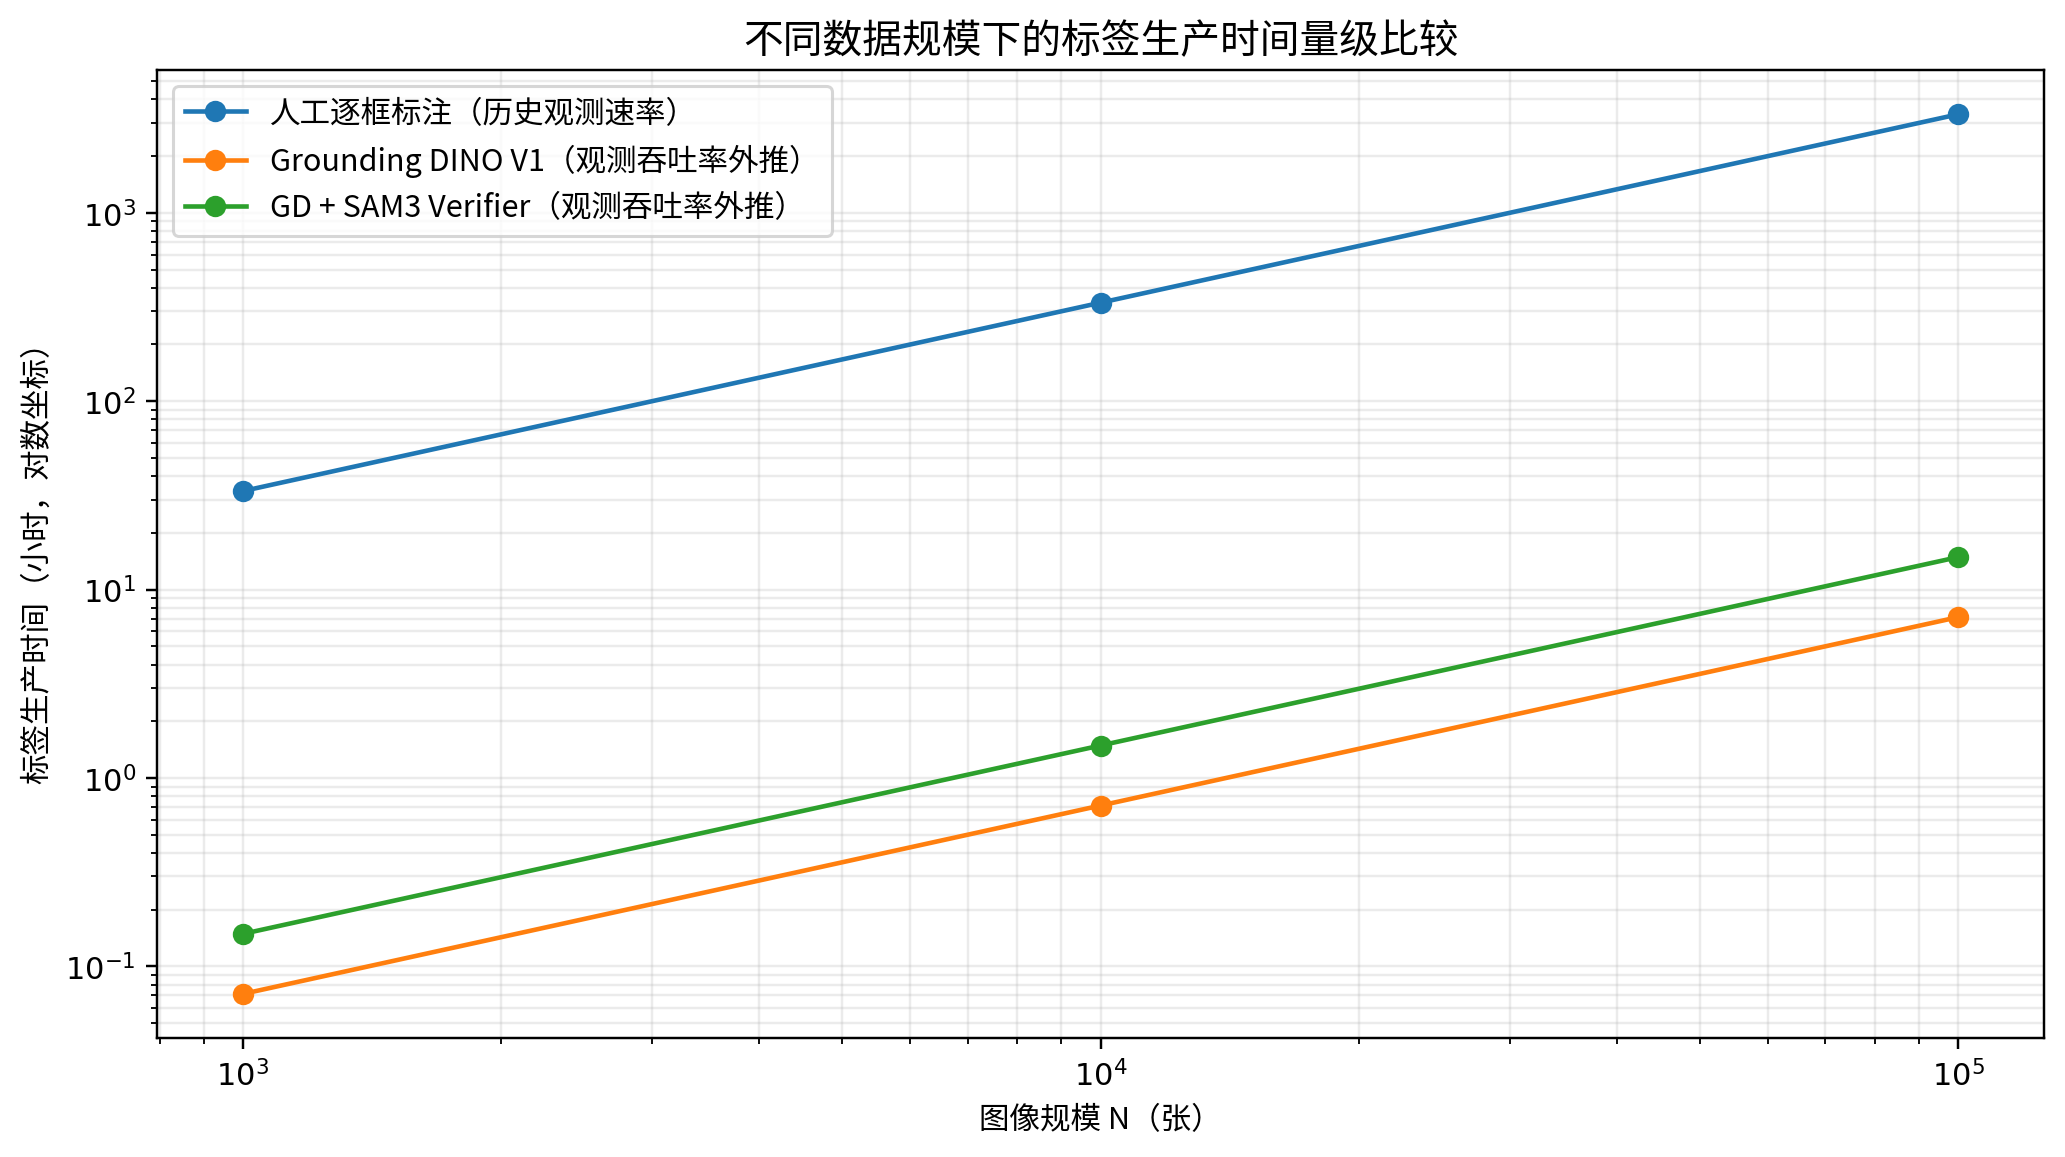 不同数据规模下的标签生产时间量级比较
人工逐框标注（历史观测速率）
Grounding DINO V1（观测吞吐率外推）
GD + SAM3 Verifier（观测吞吐率外推）
标签生产时间（小时，对数坐标）
10³
10²
10¹
10⁰
10⁻¹
10³ 10⁴ 10⁵
图像规模 N（张）